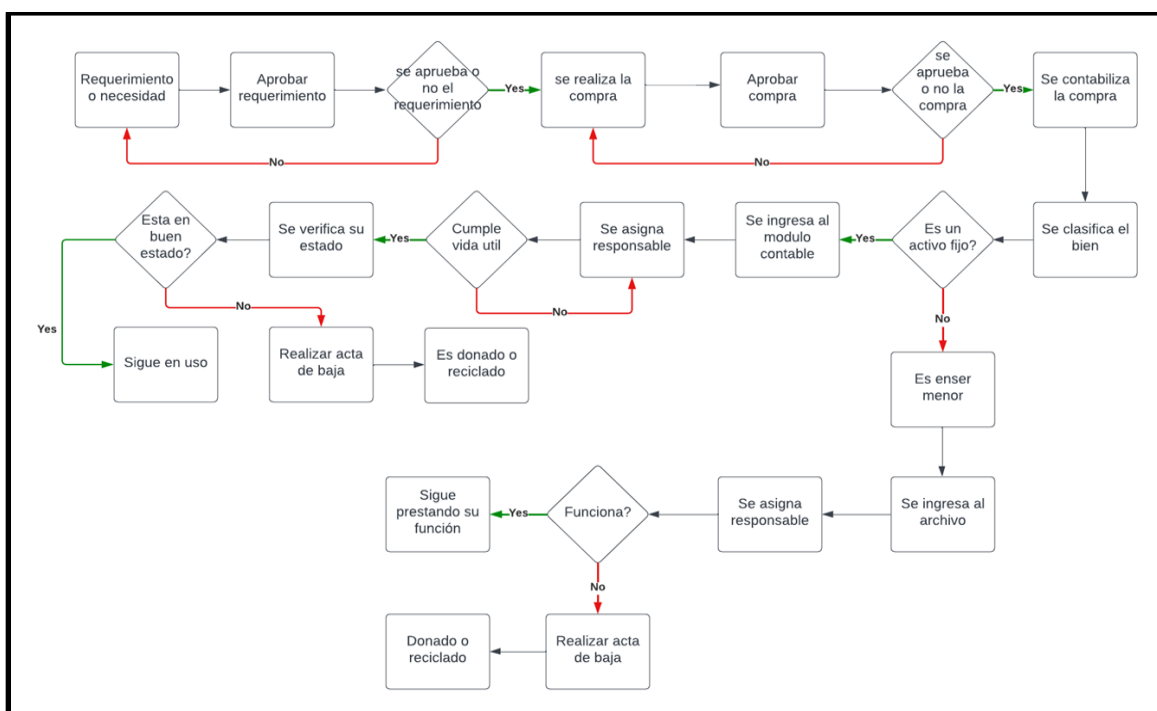 Requerimiento
o necesidad
Aprobar
requerimiento
se aprueba o
no el
requerimiento
Yes
No
se realiza la
compra
Aprobar
compra
se
aprueba
o no la
compra
Yes
No
Se contabiliza
la compra
Se clasifica el
bien
Es un
activo fijo?
Yes
No
Se ingresa al
modulo
contable
Se asigna
responsable
Cumple
vida util
Yes
No
Se verifica su
estado
Esta en
buen
estado?
Yes
No
Sigue en uso
Realizar acta
de baja
Es donado o
reciclado
Es enser
menor
Se ingresa al
archivo
Se asigna
responsable
Funciona?
Yes
No
Sigue
prestando su
función
Realizar acta
de baja
Donado o
reciclado